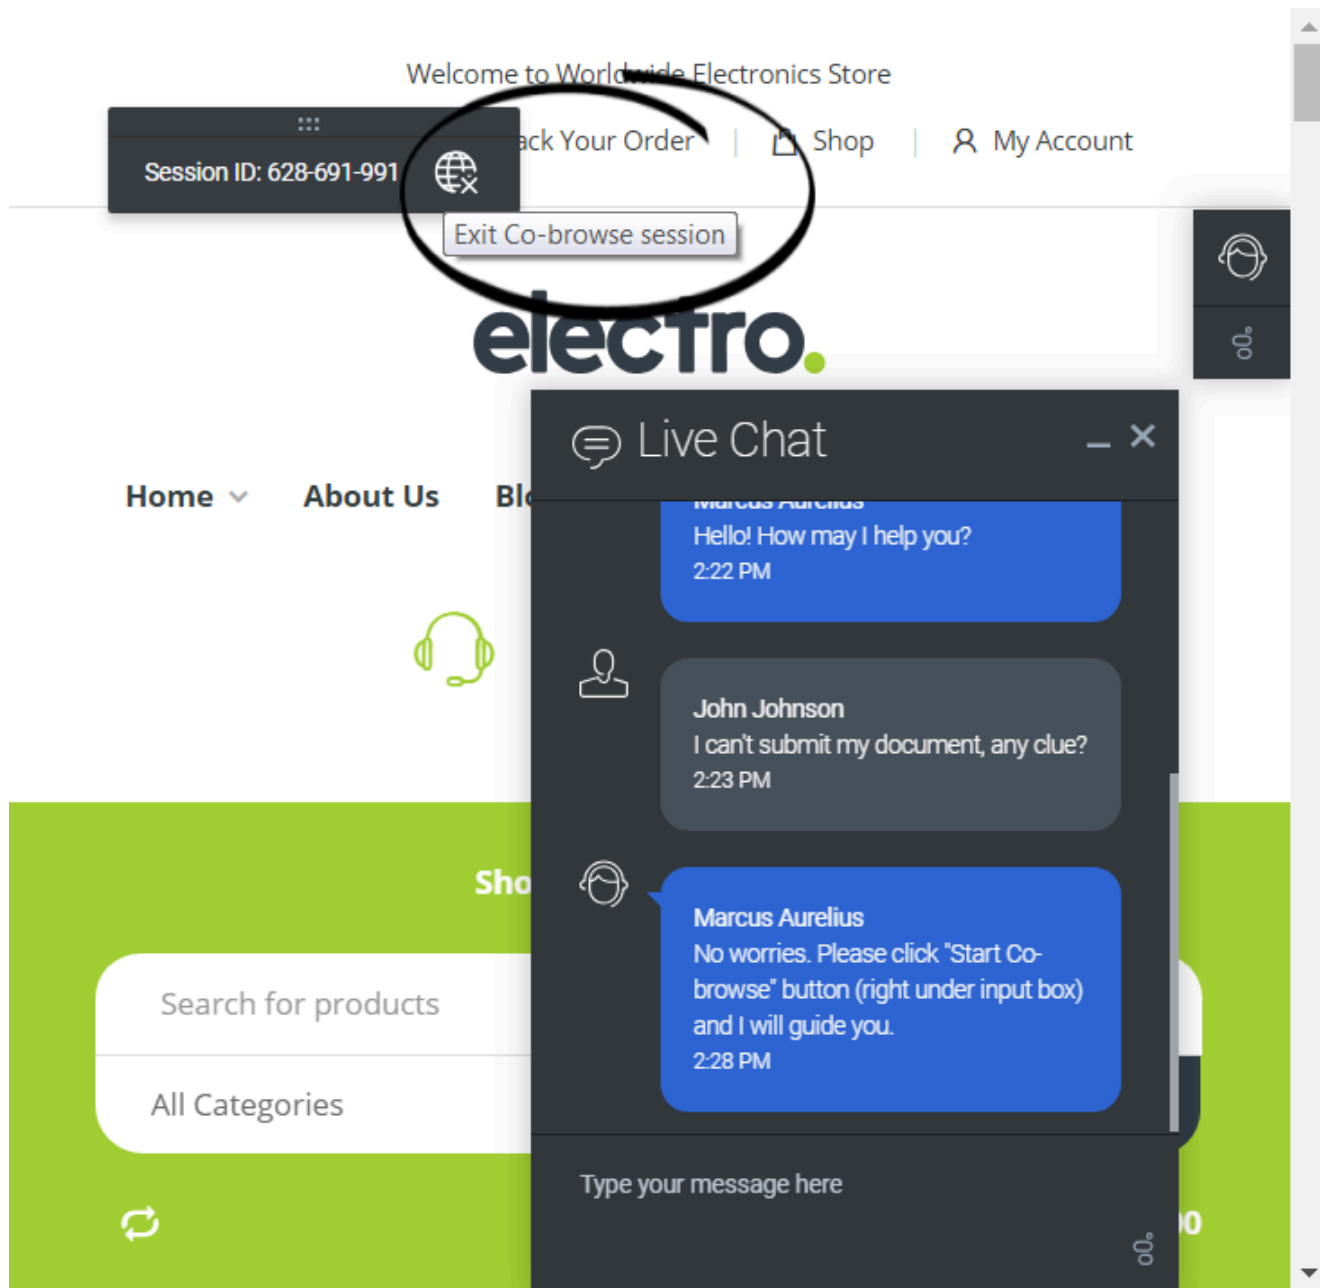 Welcome to Worldwide Electronics Store
ack Your Order | Shop | My Account
Session ID: 628-691-991
Exit Co-browse session
electro.
Live Chat
Home About Us
Marcus Aurelius
Hello! How may I help you?
2:22 PM
John Johnson
I can't submit my document, any clue?
2:23 PM
Sho
Marcus Aurelius
No worries. Please click "Start Co-
browse" button (right under input box)
and I will guide you.
2:28 PM
Search for products
All Categories
Type your message here